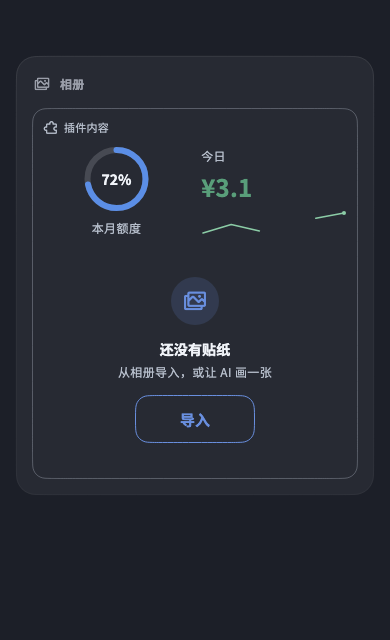 相册
插件内容
72%
本月额度
今日
¥3.1
还没有贴纸
从相册导入，或让 AI 画一张
导入